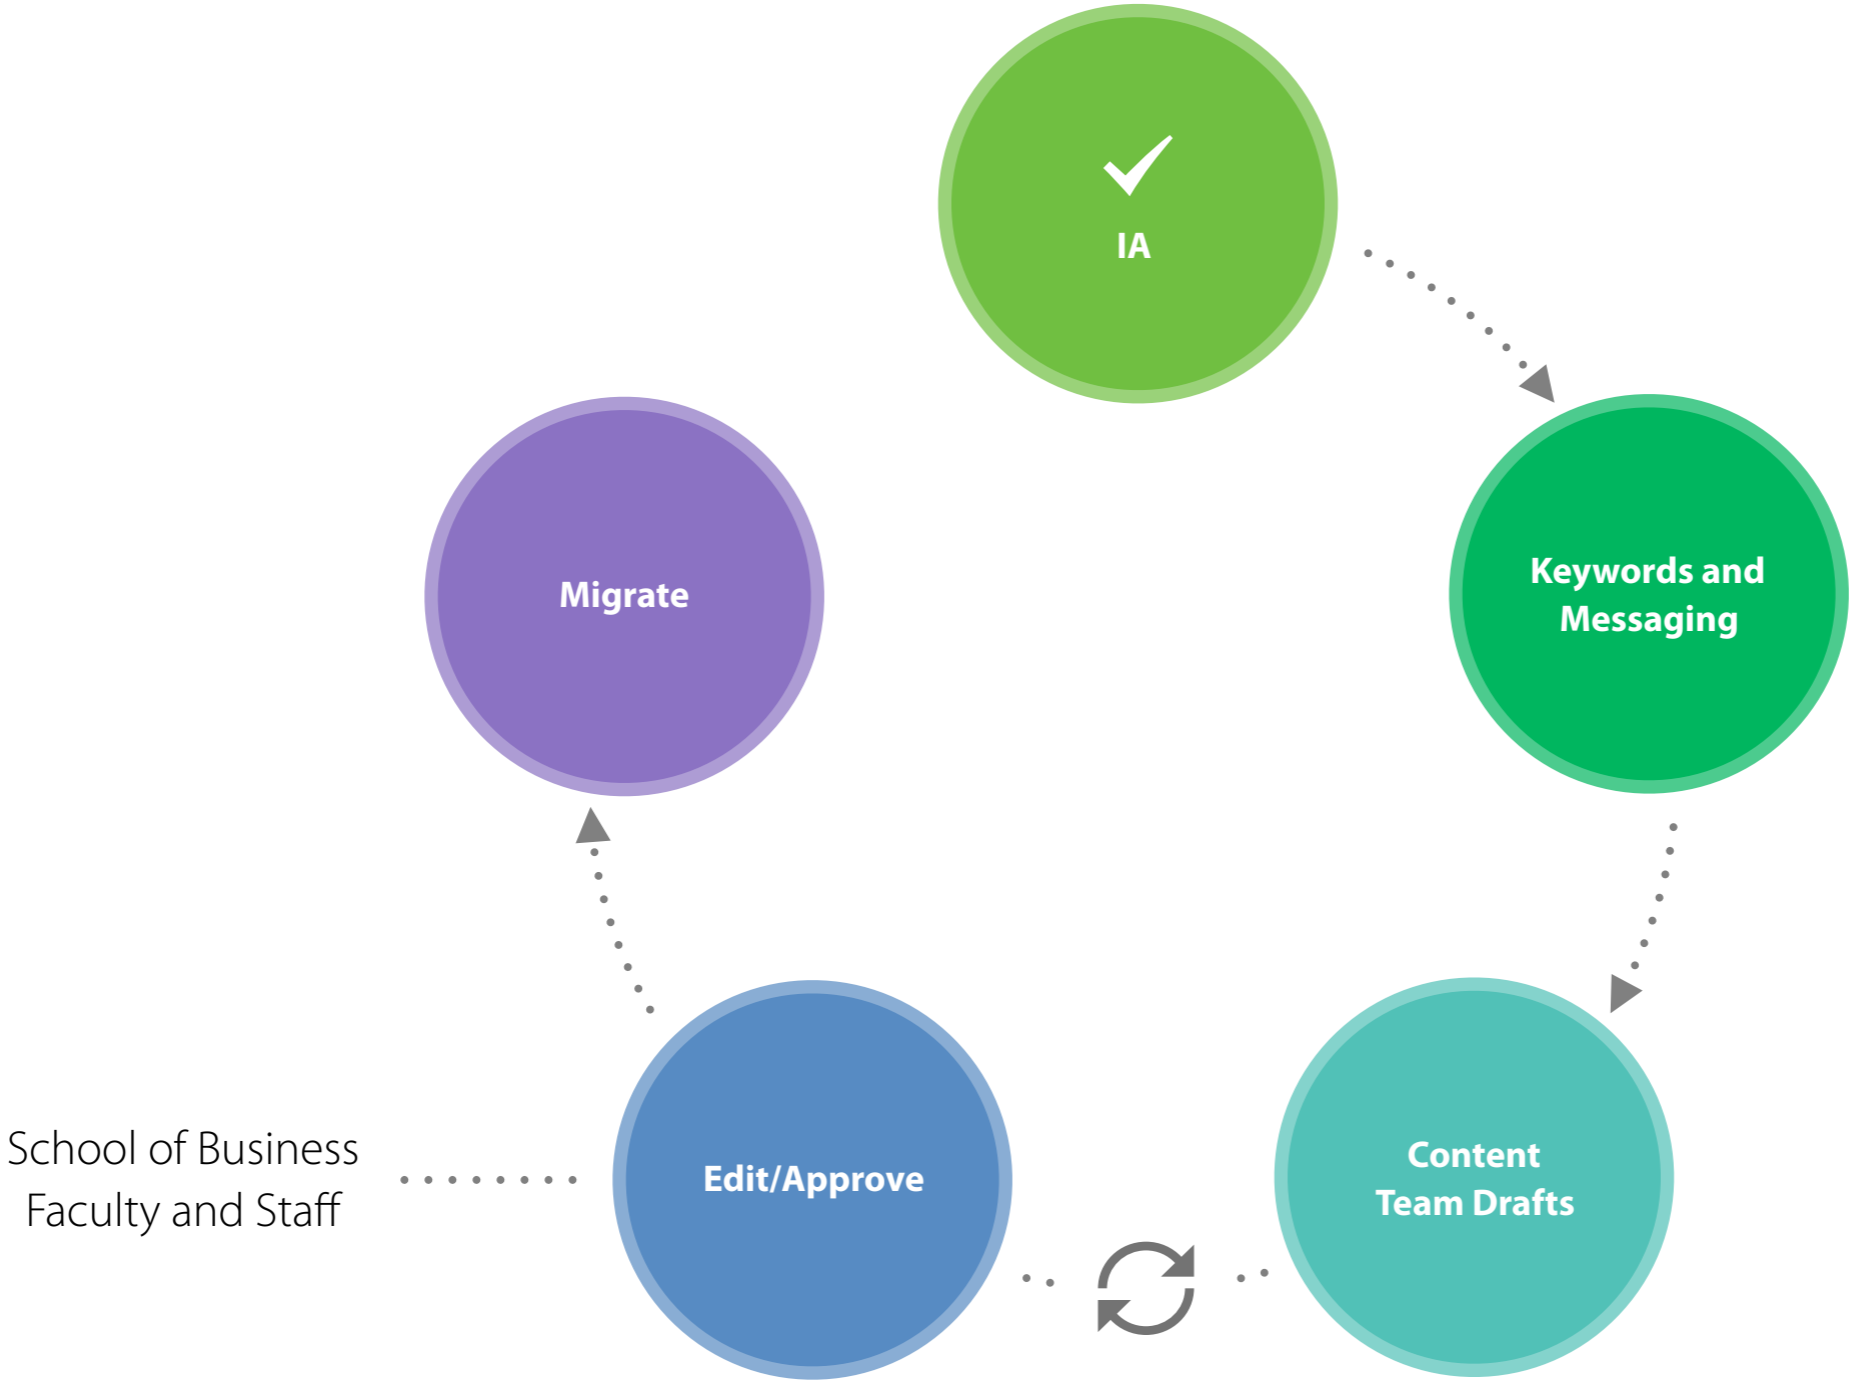 IA
Keywords and
Messaging
Content
Team Drafts
Edit/Approve
School of Business
Faculty and Staff
Migrate